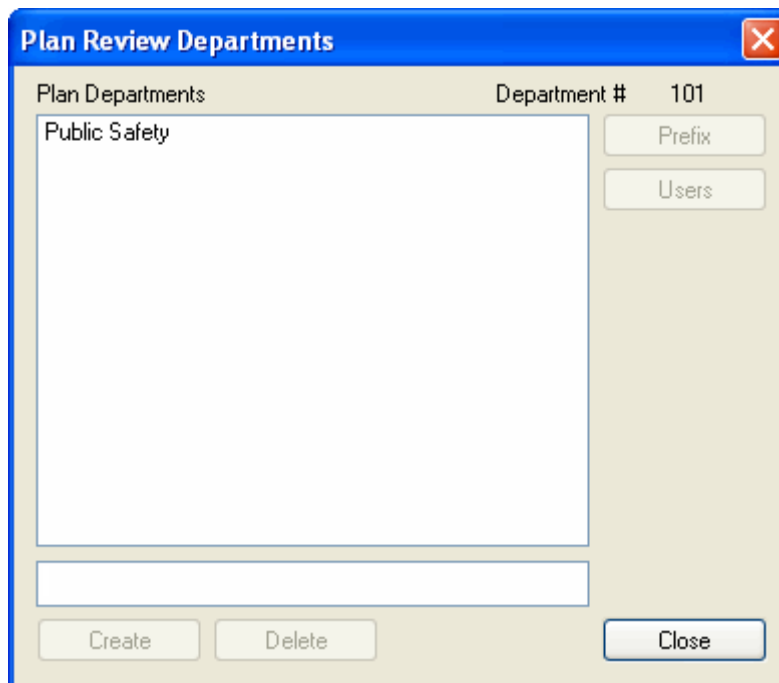 Plan Review Departments
Plan Departments Department # 101
Public Safety
Prefix
Users
Create Delete Close